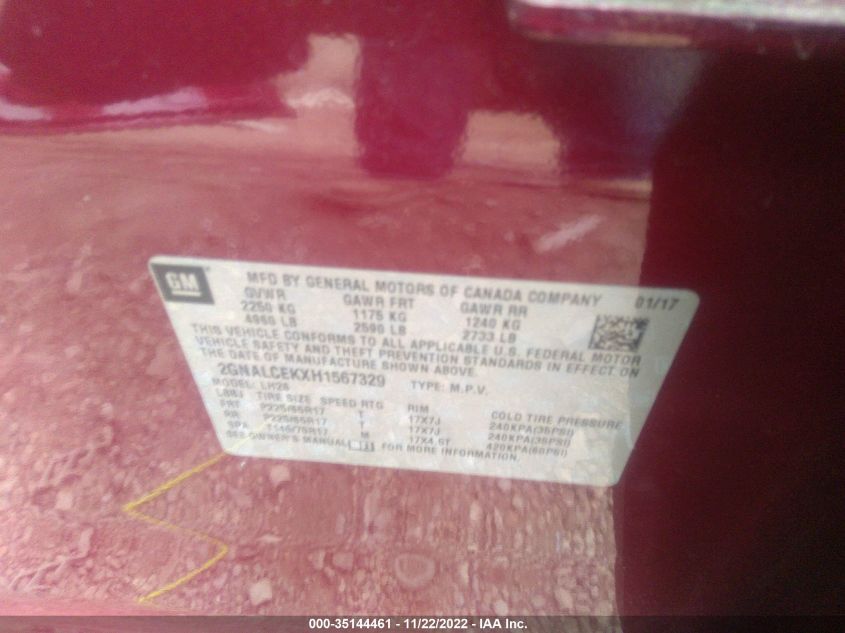 GM
MFD BY GENERAL MOTORS OF CANADA COMPANY 01/17
GVWR GAWR FRT GAWR RR
2250 KG 1175 KG 1240 KG
4960 LB 2590 LB 2733 LB
THIS VEHICLE CONFORMS TO ALL APPLICABLE U.S. FEDERAL MOTOR
VEHICLE SAFETY AND THEFT PREVENTION STANDARDS IN EFFECT ON
THE DATE OF MANUFACTURE SHOWN ABOVE.
2GNALCEKXH1567329 TYPE: M.P.V.
MODEL: LH26
TIRE SIZE SPEED RTG RIM COLD TIRE PRESSURE
FRT P225/65R17 T 17X7J 240KPA(35PSI)
RR P225/65R17 T 17X7J 240KPA(35PSI)
SPA M 420KPA(60PSI)
SEE OWNER'S MANUAL FOR MORE INFORMATION.
000-35144461 - 11/22/2022 - IAA Inc.